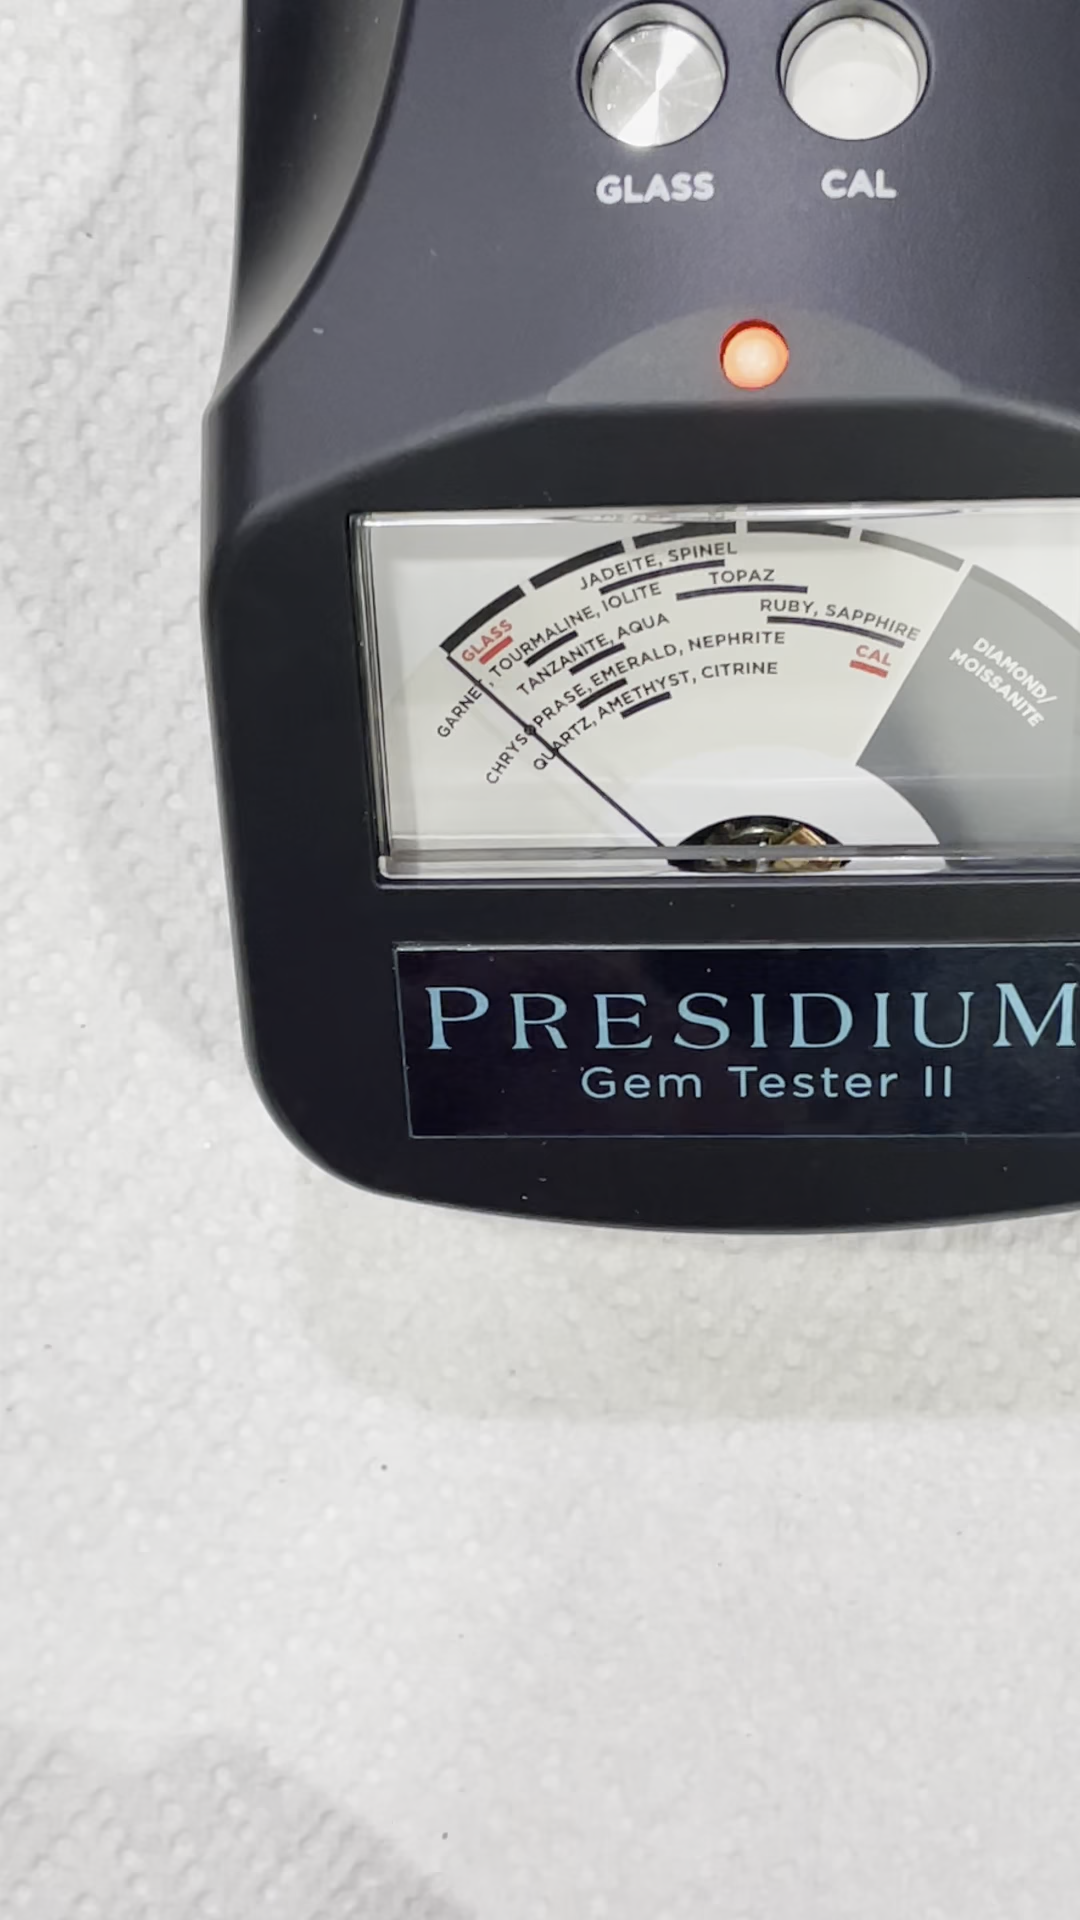 GLASS
CAL
JADEITE, SPINEL
TOPAZ
RUBY, SAPPHIRE
GLASS
GARNET, TOURMALINE, IOLITE
TANZANITE, AQUA
CAL
CHRYSOPRASE, EMERALD, NEPHRITE
QUARTZ, AMETHYST, CITRINE
DIAMOND/
MOISSANITE
PRESIDIUM
Gem Tester II